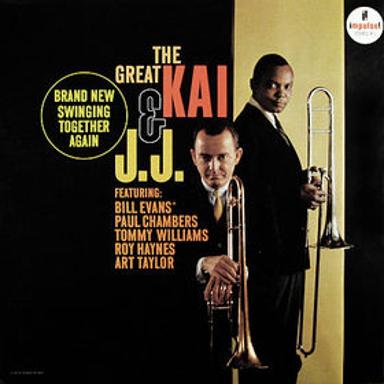 impulse!
THE
GREAT KAI
&
J.J.
BRAND NEW
SWINGING
TOGETHER
AGAIN
FEATURING:
BILL EVANS*
PAUL CHAMBERS
TOMMY WILLIAMS
ROY HAYNES
ART TAYLOR